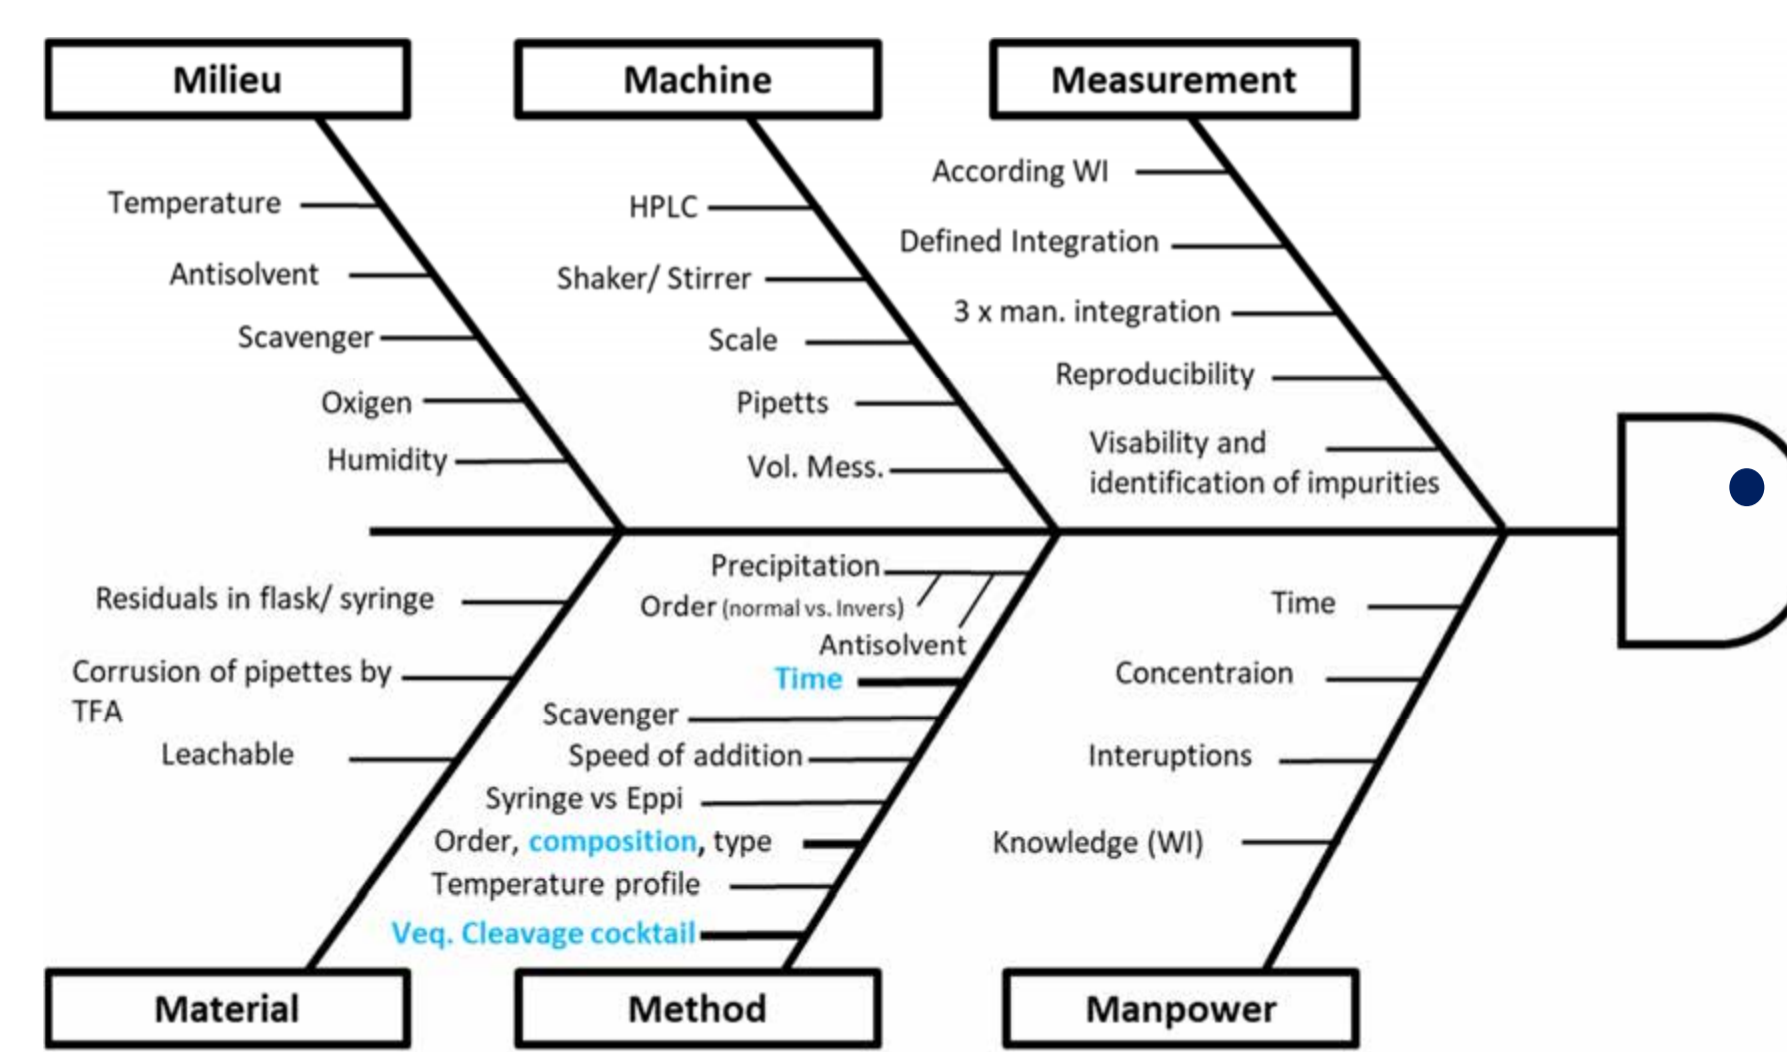 Milieu
Machine
Measurement
Temperature
Antisolvent
Scavenger
Oxigen
Humidity
HPLC
Shaker/ Stirrer
Scale
Pipetts
Vol. Mess.
According WI
Defined Integration
3 x man. integration
Reproducibility
Visability and
identification of impurities
Residuals in flask/ syringe
Corrusion of pipettes by
TFA
Leachable
Precipitation
Order (normal vs. Invers)
Antisolvent
Time
Scavenger
Speed of addition
Syringe vs Eppi
Order, composition, type
Temperature profile
Veq. Cleavage cocktail
Time
Concentraion
Interuptions
Knowledge (WI)
Material
Method
Manpower